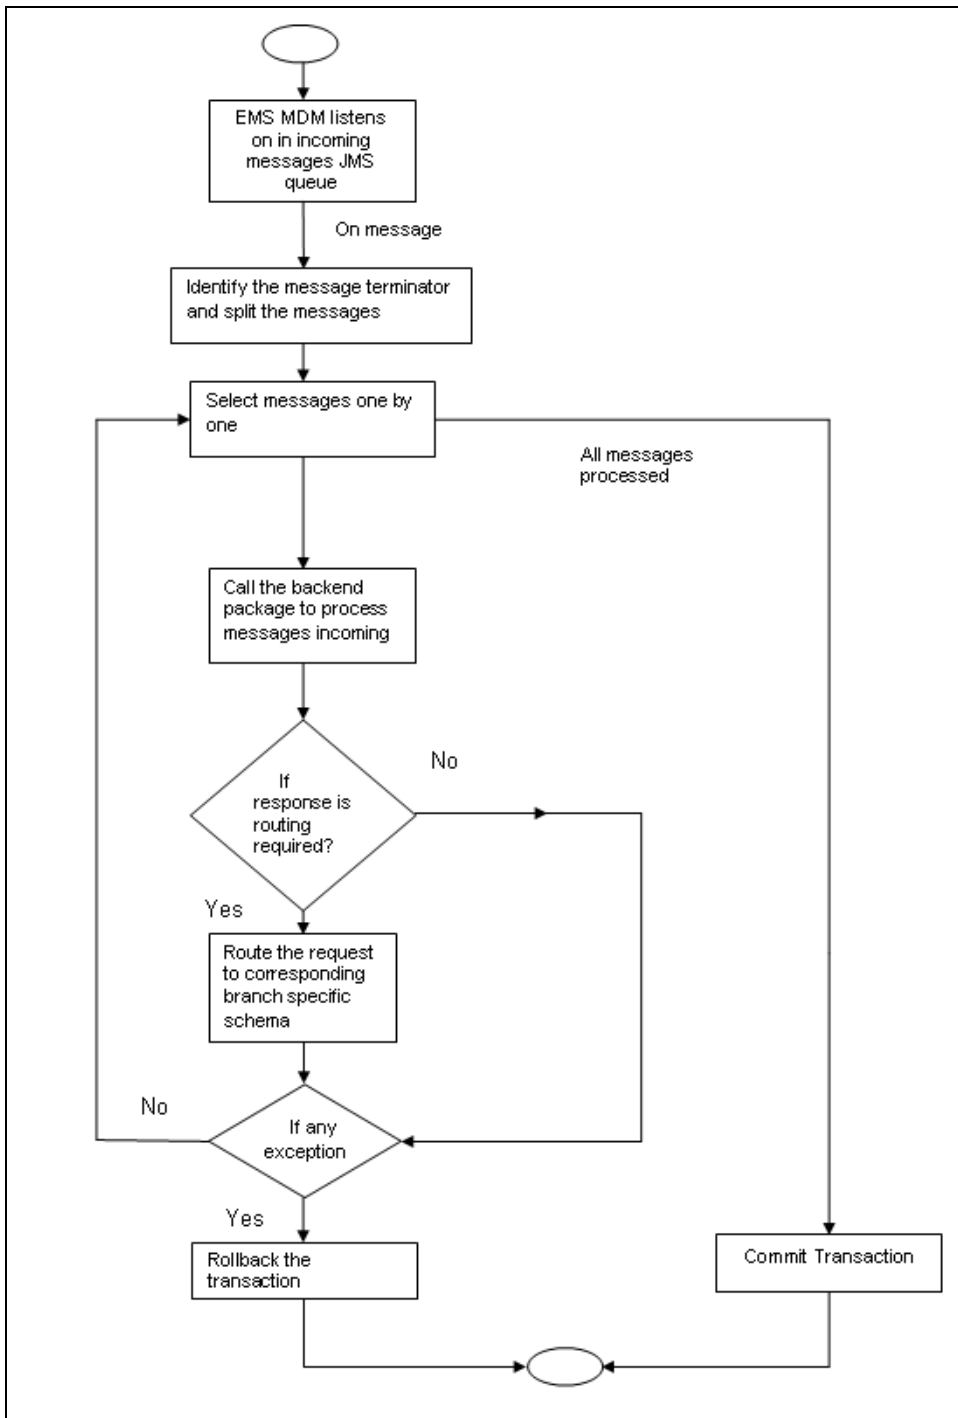 EMS MDM listens
on in incoming
messages JMS
queue
On message
Identify the message terminator
and split the messages
Select messages one by
one
All messages
processed
Call the backend
package to process
messages incoming
No
If
response is
routing
required?
Yes
Route the request
to corresponding
branch specific
schema
No
If any
exception
Yes
Rollback the
transaction
Commit Transaction